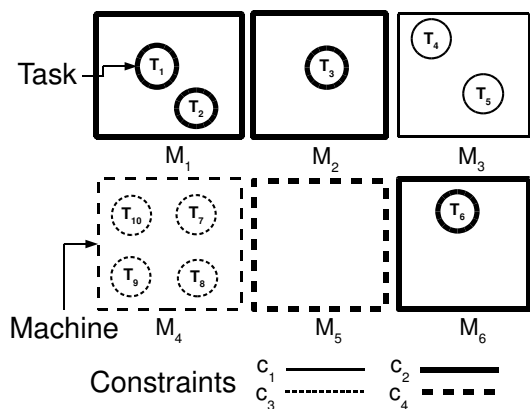 Task
T1
T2
T3
T4
T5
M1
M2
M3
T10
T7
T9
T8
T6
Machine
M4
M5
M6
Constraints
c1
c2
c3
c4